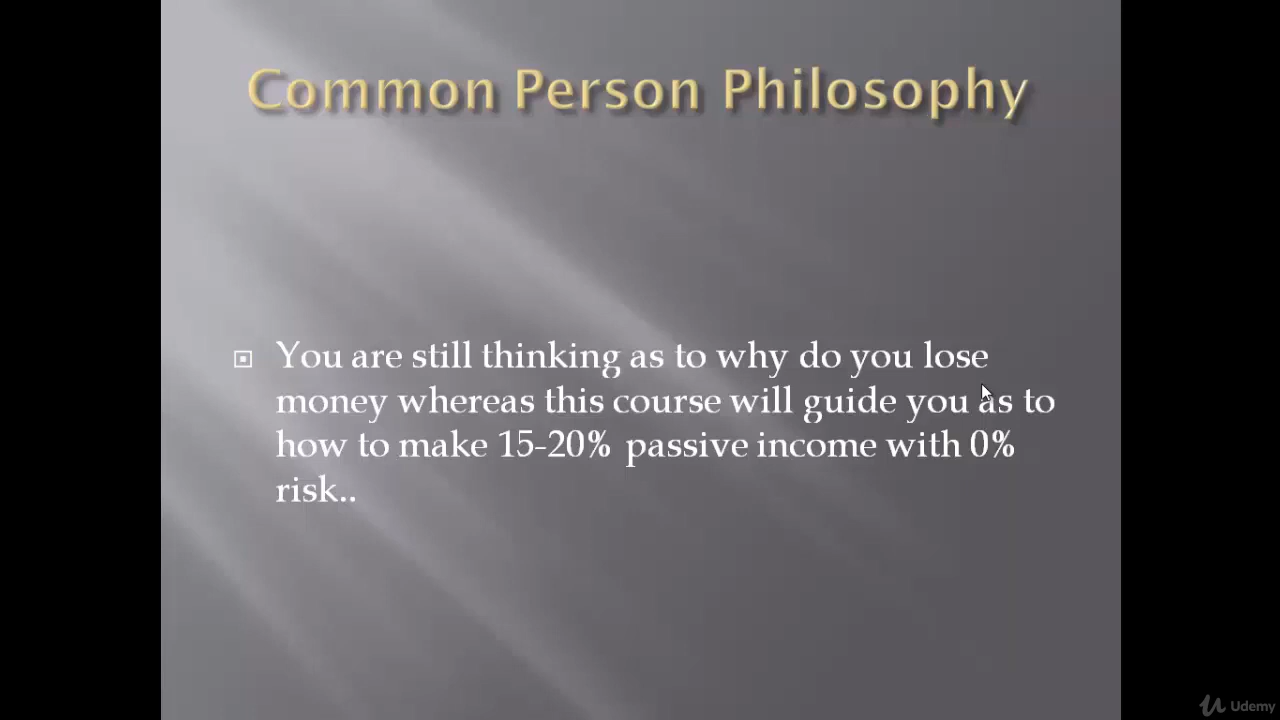 Common Person Philosophy
You are still thinking as to why do you lose
money whereas this course will guide you as to
how to make 15-20% passive income with 0%
risk..
Udemy